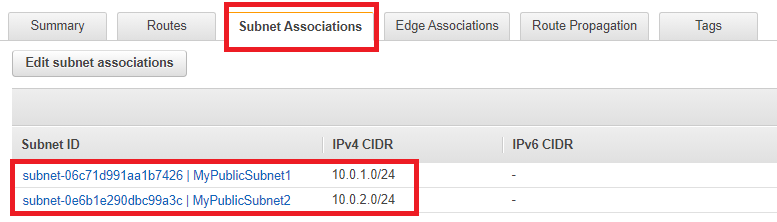 Summary Routes Subnet Associations Edge Associations Route Propagation Tags
Edit subnet associations
Subnet ID IPv4 CIDR IPv6 CIDR
subnet-06c71d991aa1b7426 | MyPublicSubnet1 10.0.1.0/24 -
subnet-0e6b1e290dbc99a3c | MyPublicSubnet2 10.0.2.0/24 -